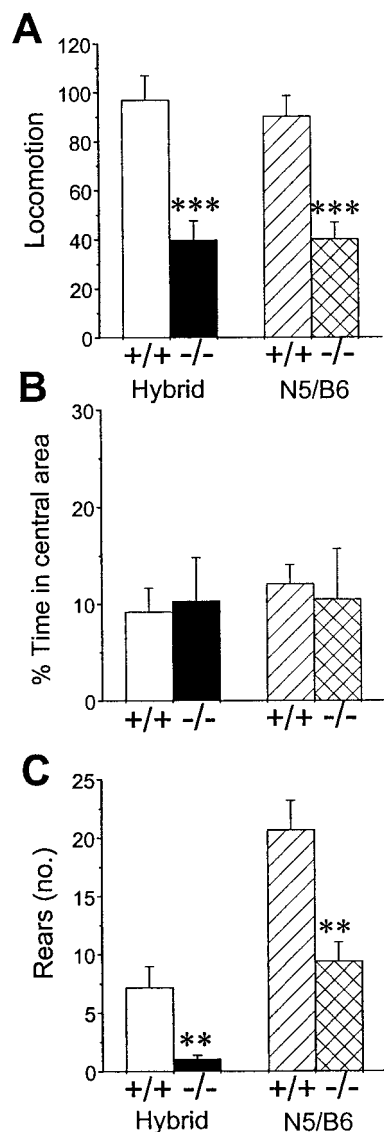 A
120
100
80
60
40
20
0
Locomotion
***
***
+/+ -/- +/+ -/-
Hybrid N5/B6
B
30
20
10
0
% Time in central area
+/+ -/- +/+ -/-
C
25
20
15
10
5
0
Rears (no.)
**
**
+/+ -/- +/+ -/-
Hybrid N5/B6